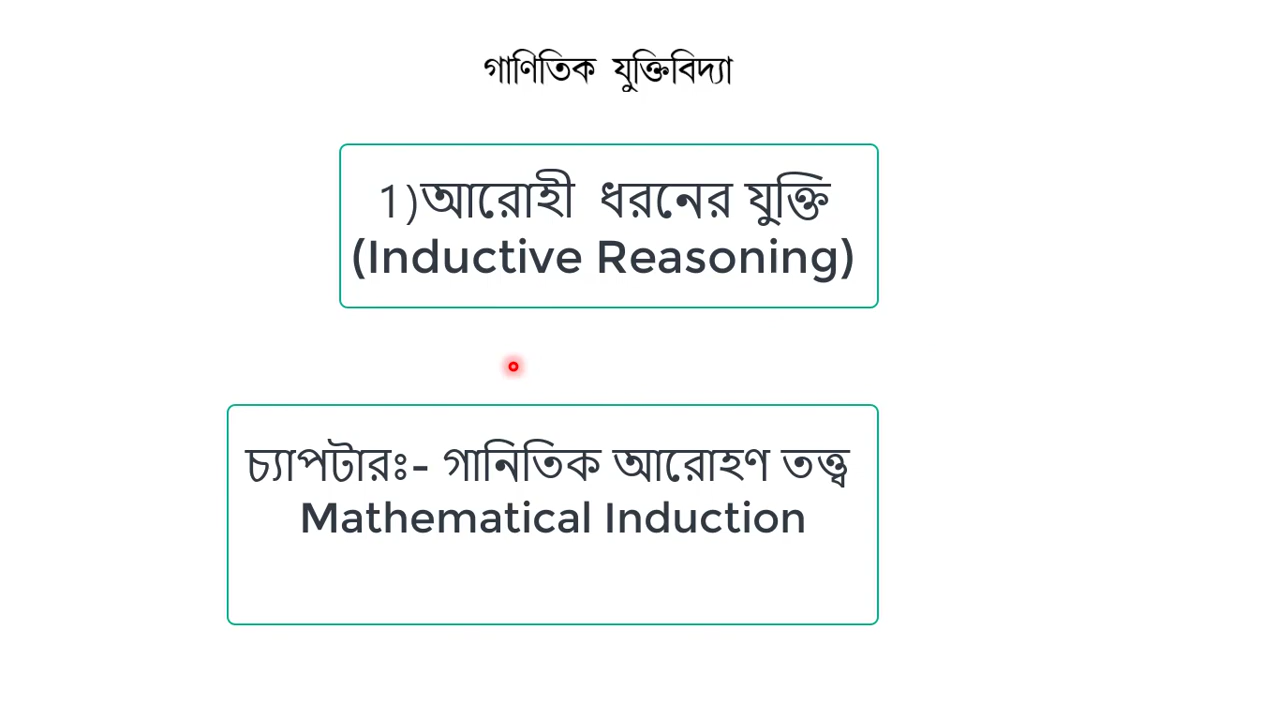 গাণিতিক যুক্তিবিদ্যা
1)আরোহী ধরনের যুক্তি
(Inductive Reasoning)
চ্যাপটারঃ- গানিতিক আরোহণ তত্ত্ব
Mathematical Induction